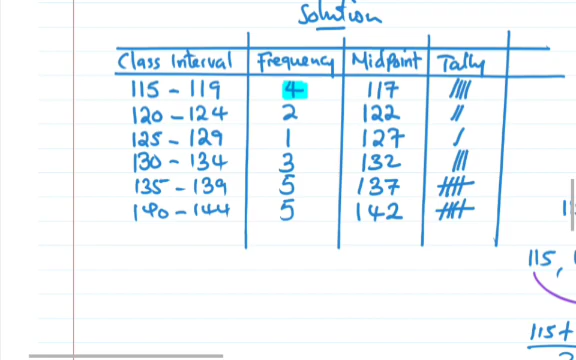 Solution
Class Interval Frequency Midpoint Tally
115 - 119 4 117 ////
120 - 124 2 122 //
125 - 129 1 127 /
130 - 134 3 132 ///
135 - 139 5 137 ////
140 - 144 5 142 ////
115,
115+